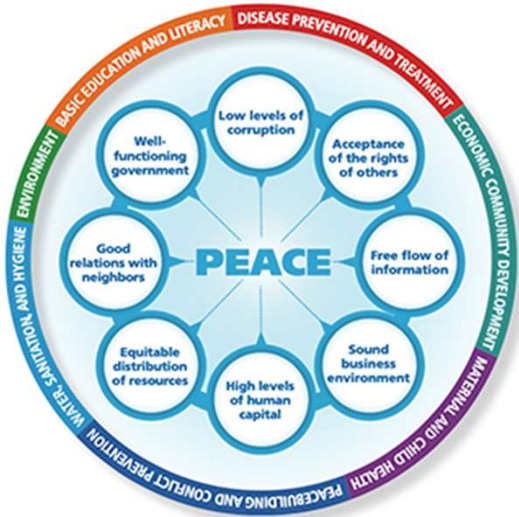 BASIC EDUCATION AND LITERACY
DISEASE PREVENTION AND TREATMENT
ECONOMIC COMMUNITY DEVELOPMENT
MATERNAL AND CHILD HEALTH
PEACEBUILDING AND CONFLICT PREVENTION
WATER, SANITATION, AND HYGIENE
ENVIRONMENT
Low levels of
corruption
Acceptance
of the rights
of others
Free flow of
information
Sound
business
environment
High levels
of human
capital
Equitable
distribution
of resources
Good
relations with
neighbors
Well-
functioning
government
PEACE